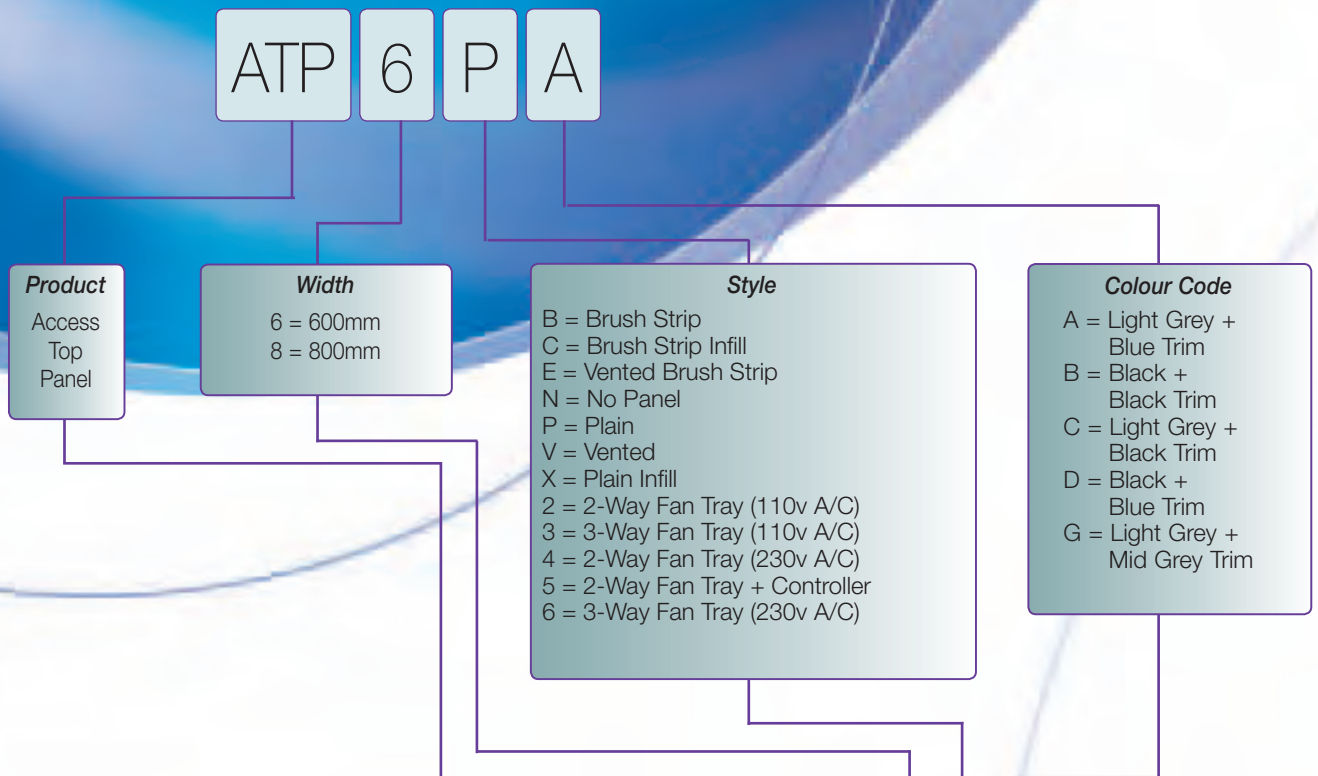 ATP 6 P A
Product
Access
Top
Panel
Width
6 = 600mm
8 = 800mm
Style
B = Brush Strip
C = Brush Strip Infill
E = Vented Brush Strip
N = No Panel
P = Plain
V = Vented
X = Plain Infill
2 = 2-Way Fan Tray (110v A/C)
3 = 3-Way Fan Tray (110v A/C)
4 = 2-Way Fan Tray (230v A/C)
5 = 2-Way Fan Tray + Controller
6 = 3-Way Fan Tray (230v A/C)
Colour Code
A = Light Grey +
Blue Trim
B = Black +
Black Trim
C = Light Grey +
Black Trim
D = Black +
Blue Trim
G = Light Grey +
Mid Grey Trim